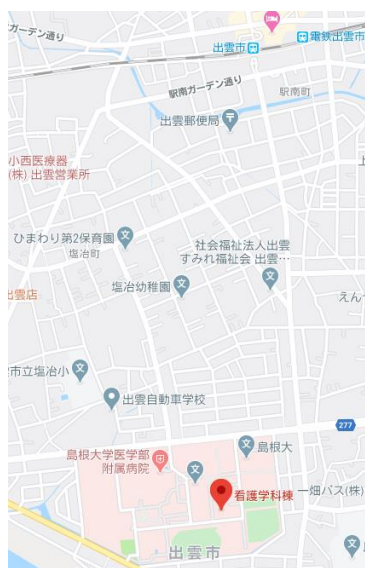 ガーデン通り
出雲市
電鉄出雲市
駅南ガーデン通り
駅南町
出雲郵便局
小西医療器
(株) 出雲営業所
ひまわり第2保育園
塩冶町
社会福祉法人出雲
すみれ福祉会 出雲…
塩冶幼稚園
出雲店
えん
市立塩冶小
出雲自動車学校
277
島根大学医学部
附属病院
島根大
看護学科棟
一畑バス(株)
出雲市